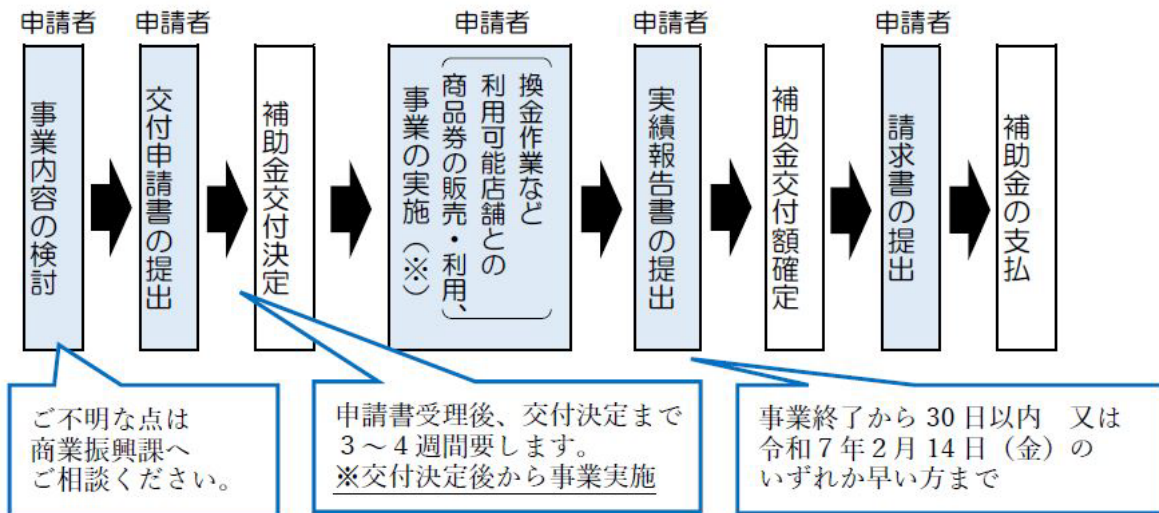 申請者
事業内容の検討
申請者
交付申請書の提出
補助金交付決定
申請者
事業の実施（※）
商品券の販売・利用、
利用可能店舗との
換金作業など
申請者
実績報告書の提出
補助金交付額確定
申請者
請求書の提出
補助金の支払
ご不明な点は
商業振興課へ
ご相談ください。
申請書受理後、交付決定まで
３～４週間要します。
※交付決定後から事業実施
事業終了から 30 日以内　又は
令和７年２月 14 日（金）の
いずれか早い方まで